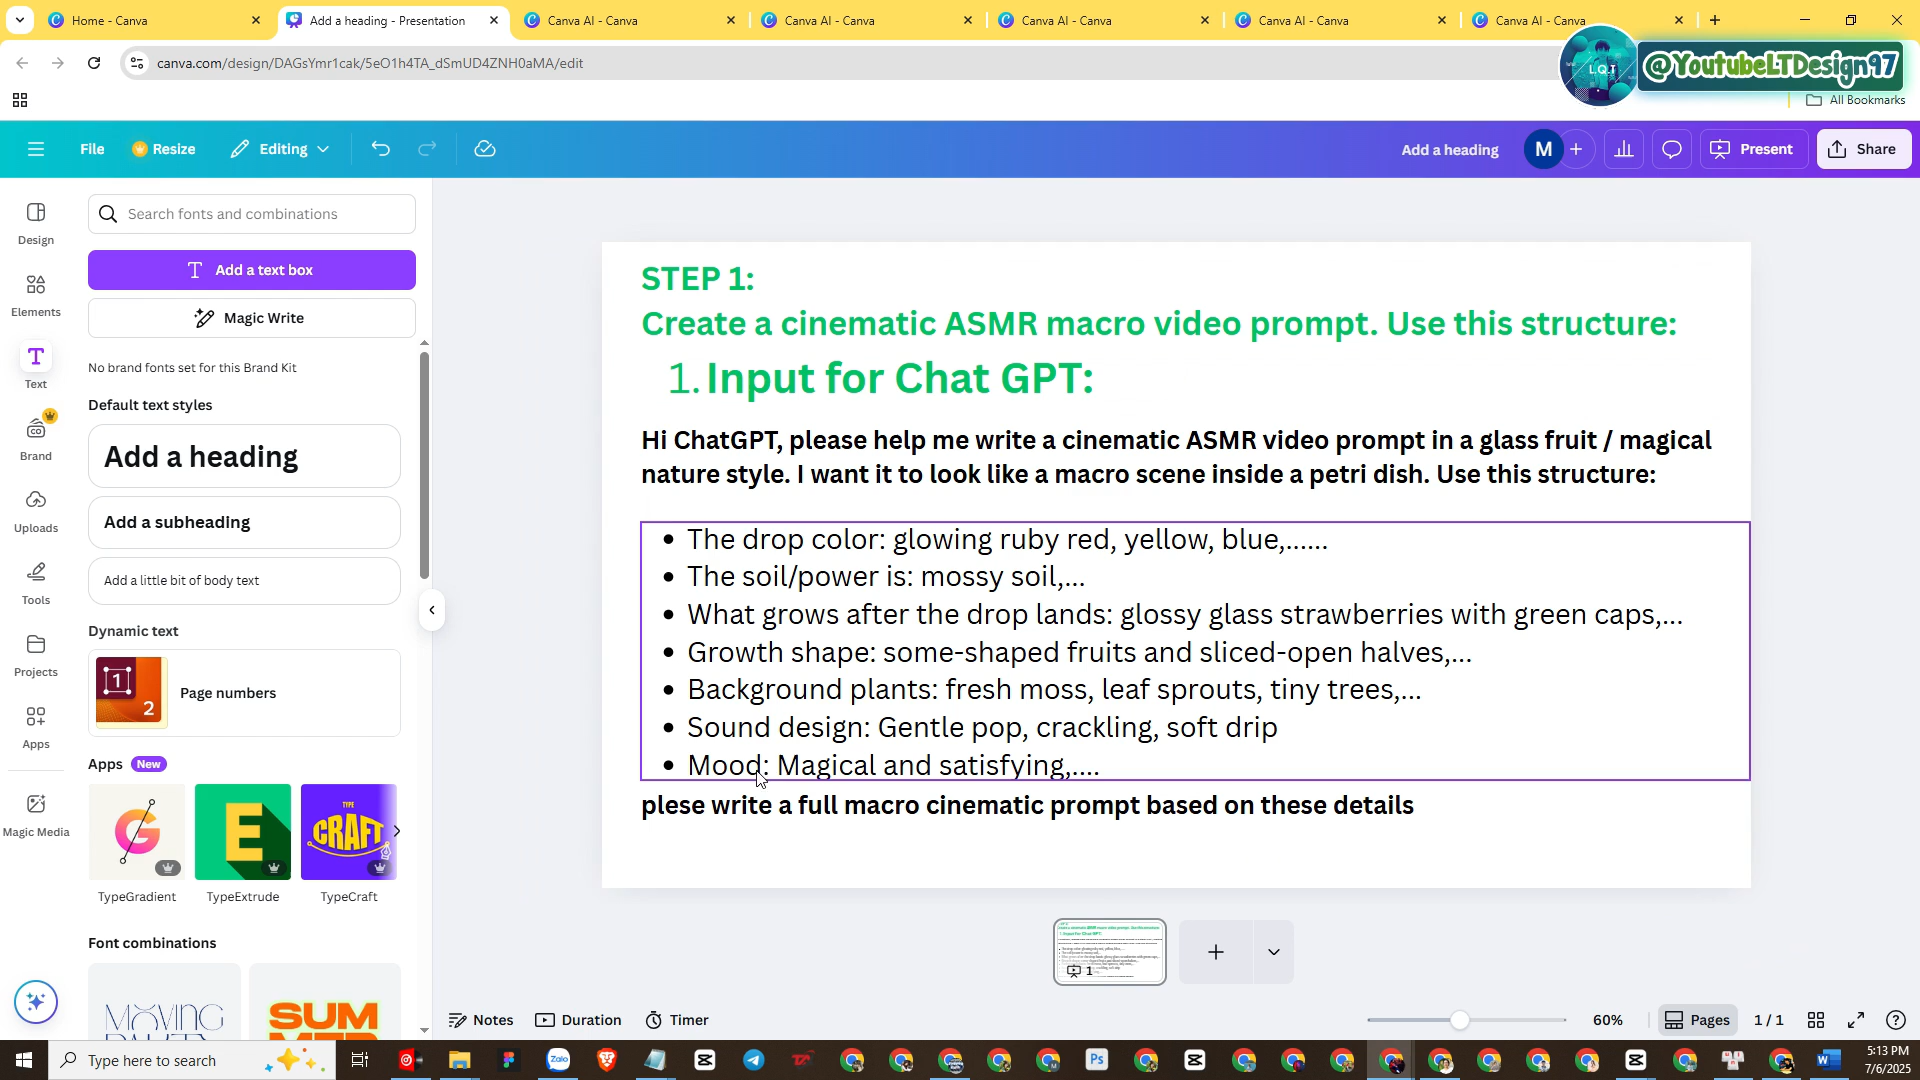 Home - Canva
Add a heading - Presentation
Canva AI - Canva
Canva AI - Canva
Canva AI - Canva
Canva AI - Canva
Canva AI - Canva
canva.com/design/DAGsYmr1cak/5eO1h4TA_dSmUD4ZNH0aMA/edit
L.Q.T
@YoutubeLTDesign97
All Bookmarks
File
Resize
Editing
Add a heading
M
Present
Share
Design
Elements
Text
Brand
Uploads
Tools
Projects
Apps
Magic Media
Search fonts and combinations
Add a text box
Magic Write
No brand fonts set for this Brand Kit
Default text styles
Add a heading
Add a subheading
Add a little bit of body text
Dynamic text
1
2
Page numbers
Apps New
G
E
TYPE
CRAFT
TypeGradient
TypeExtrude
TypeCraft
Font combinations
MOVING
SUM
STEP 1:
Create a cinematic ASMR macro video prompt. Use this structure:
1. Input for Chat GPT:
Hi ChatGPT, please help me write a cinematic ASMR video prompt in a glass fruit / magical
nature style. I want it to look like a macro scene inside a petri dish. Use this structure:
• The drop color: glowing ruby red, yellow, blue,......
• The soil/power is: mossy soil,...
• What grows after the drop lands: glossy glass strawberries with green caps,...
• Growth shape: some-shaped fruits and sliced-open halves,...
• Background plants: fresh moss, leaf sprouts, tiny trees,...
• Sound design: Gentle pop, crackling, soft drip
• Mood: Magical and satisfying,....
plese write a full macro cinematic prompt based on these details
1
Notes
Duration
Timer
60%
Pages
1 / 1
Type here to search
Zalo
Ps
5:13 PM
7/6/2025